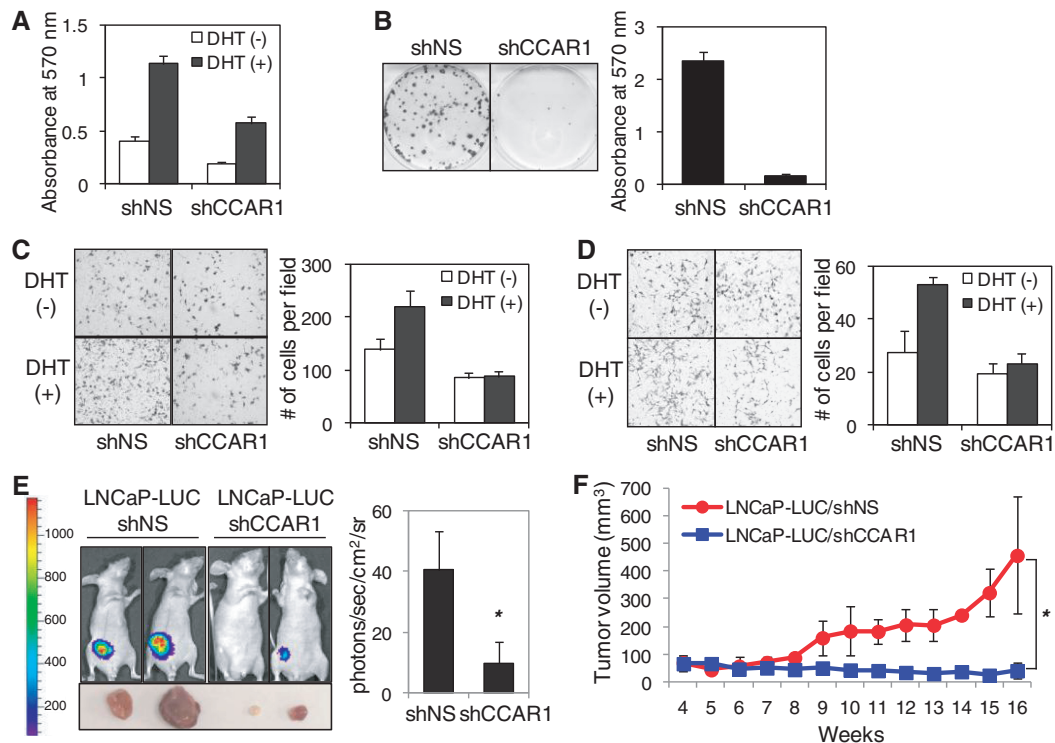 A
Absorbance at 570 nm
1.5
1
0.5
0
DHT (-)
DHT (+)
shNS
shCCAR1
B
shNS
shCCAR1
Absorbance at 570 nm
3
2
1
0
shNS
shCCAR1
C
DHT
(-)
DHT
(+)
shNS
shCCAR1
# of cells per field
300
200
100
0
DHT (-)
DHT (+)
shNS
shCCAR1
D
DHT
(-)
DHT
(+)
shNS
shCCAR1
# of cells per field
60
40
20
0
DHT (-)
DHT (+)
shNS
shCCAR1
E
LNCaP-LUC
shNS
LNCaP-LUC
shCCAR1
1000
800
600
400
200
photons/sec/cm²/sr
60
40
20
0
*
shNS
shCCAR1
F
Tumor volume (mm³)
700
600
500
400
300
200
100
0
LNCaP-LUC/shNS
LNCaP-LUC/shCCAR1
*
4 5 6 7 8 9 10 11 12 13 14 15 16
Weeks